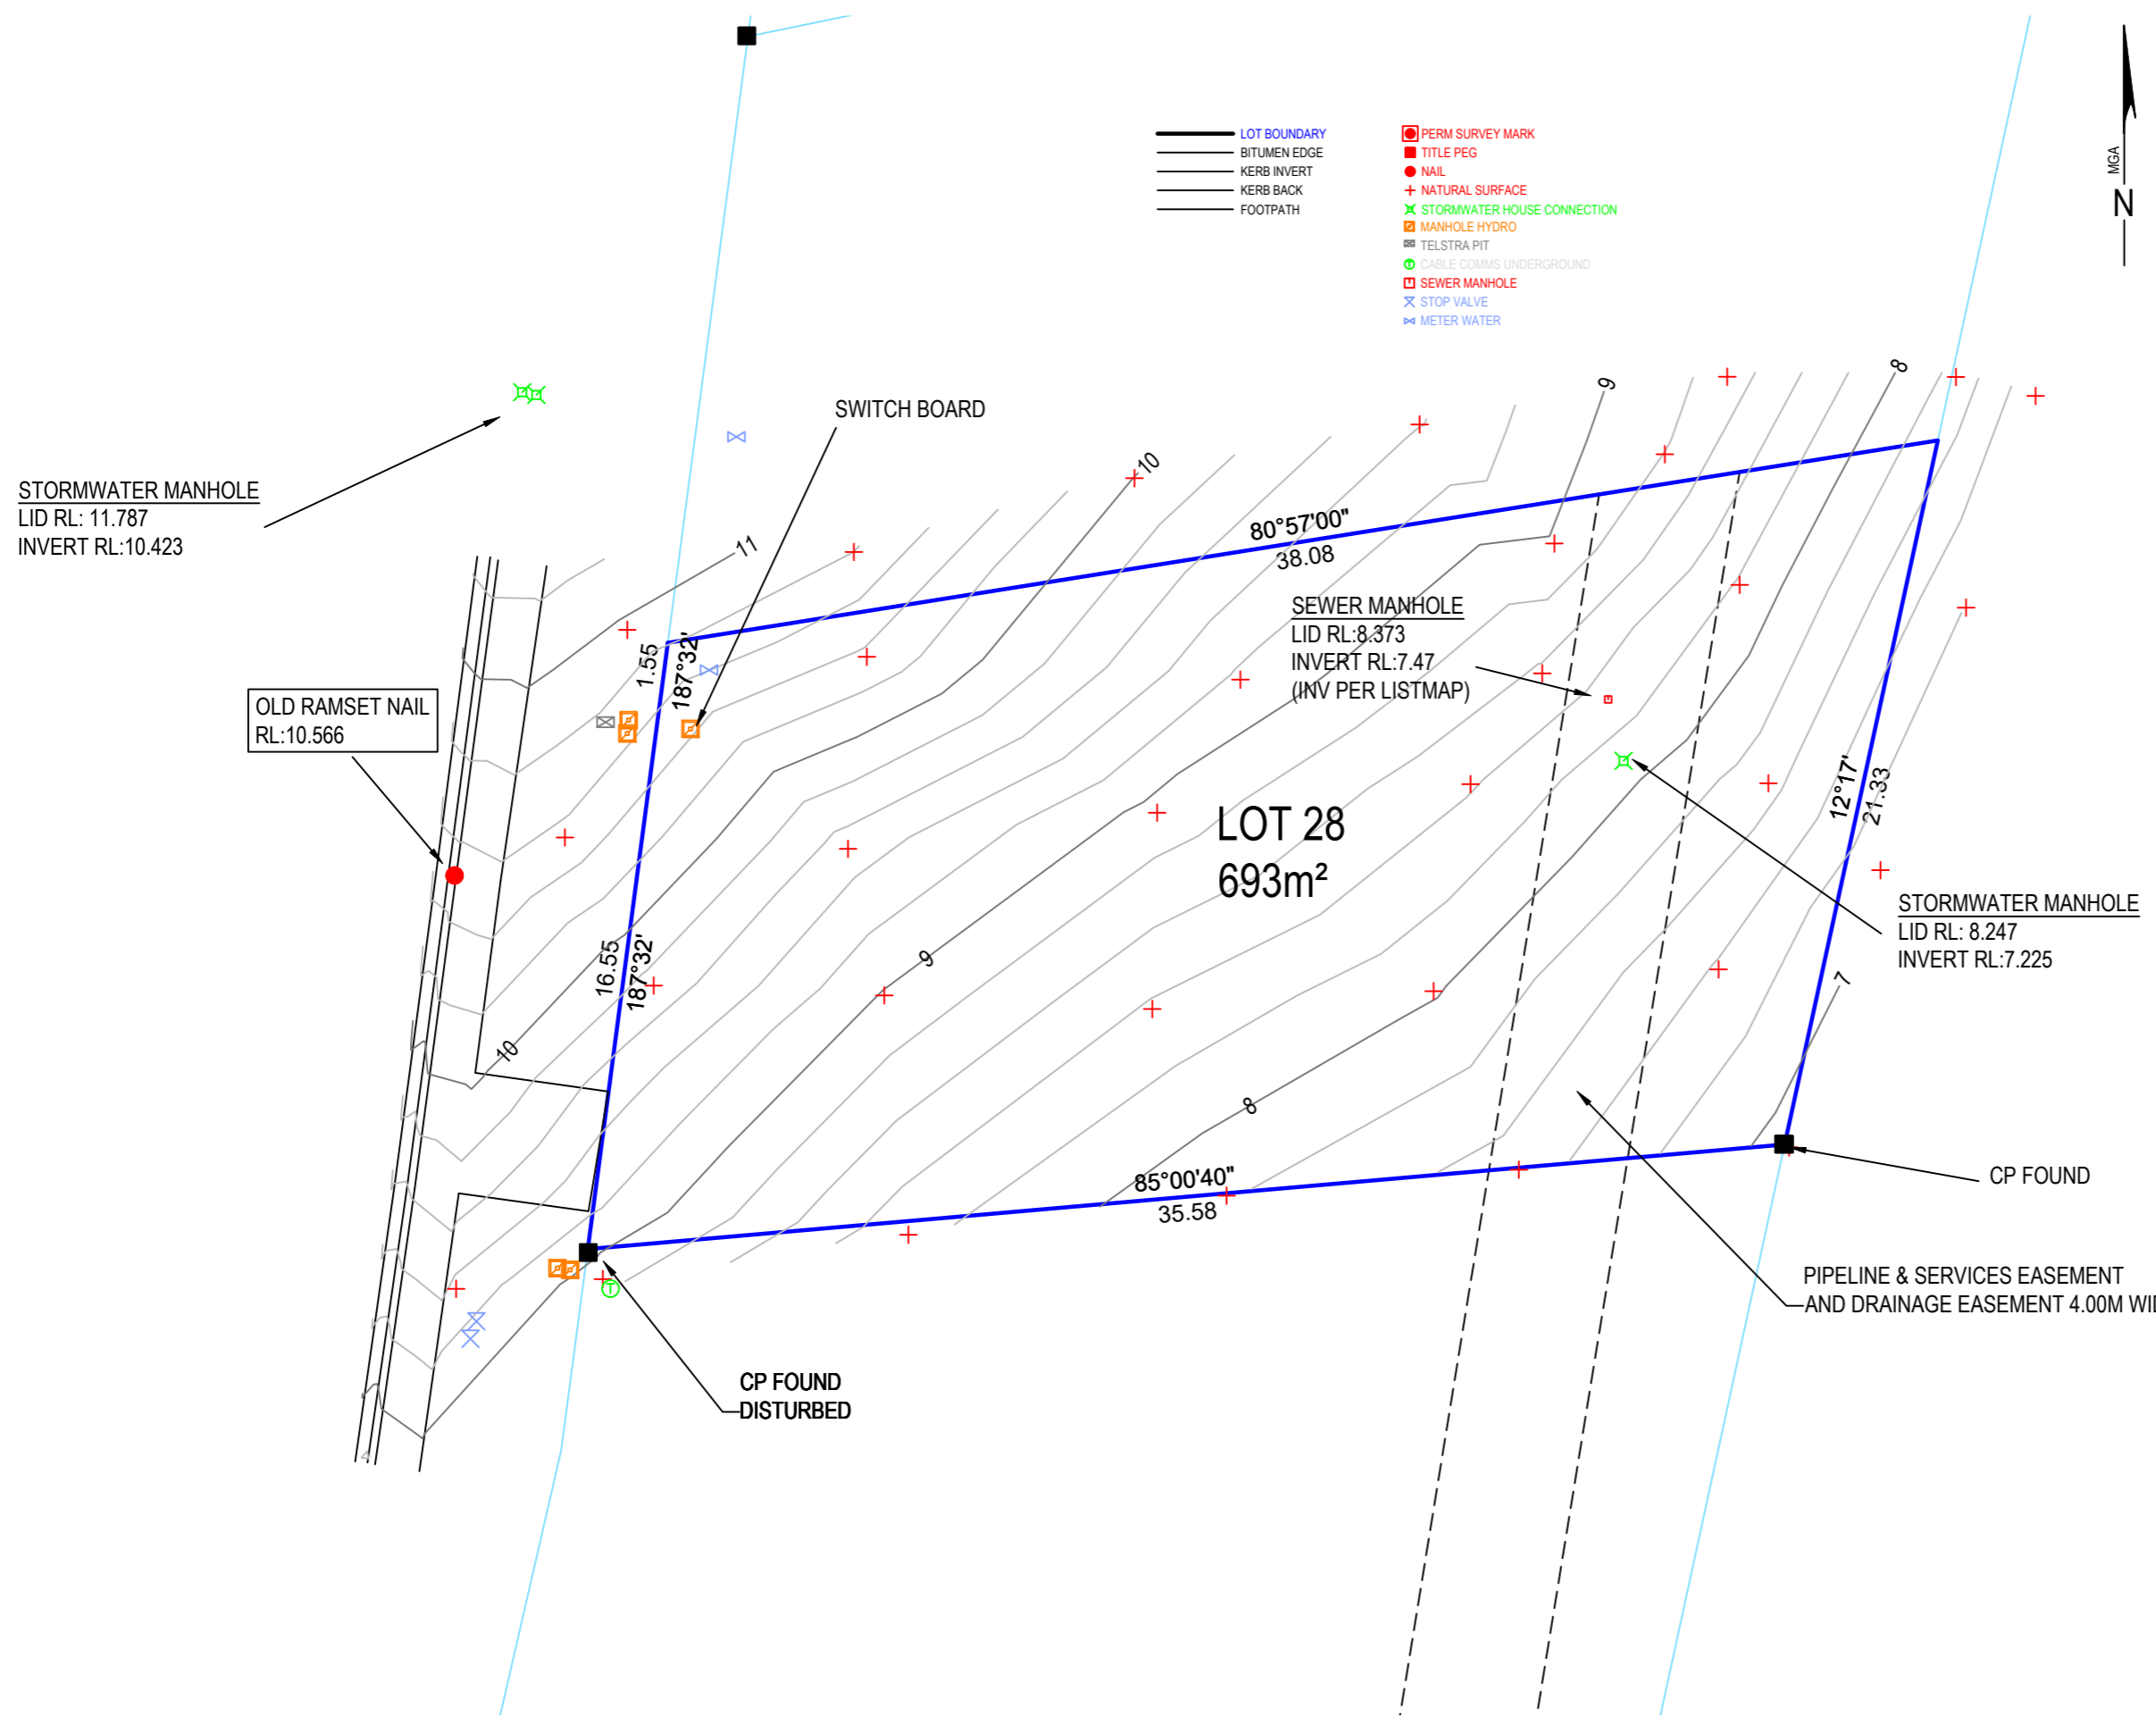 LOT BOUNDARY
BITUMEN EDGE
KERB INVERT
KERB BACK
FOOTPATH
PERM SURVEY MARK
TITLE PEG
NAIL
NATURAL SURFACE
STORMWATER HOUSE CONNECTION
MANHOLE HYDRO
TELSTRA PIT
CABLE COMMS UNDERGROUND
SEWER MANHOLE
STOP VALVE
METER WATER
MGA
N
SWITCH BOARD
STORMWATER MANHOLE
LID RL: 11.787
INVERT RL:10.423
9
8
10
11
80°57'00"
38.08
SEWER MANHOLE
LID RL:8.373
INVERT RL:7.47
(INV PER LISTMAP)
1.55
187°32'
OLD RAMSET NAIL
RL:10.566
LOT 28
693m²
12°17'
21.33
STORMWATER MANHOLE
LID RL: 8.247
INVERT RL:7.225
16.55
187°32'
9
7
10
8
85°00'40"
35.58
CP FOUND
PIPELINE & SERVICES EASEMENT
AND DRAINAGE EASEMENT 4.00M
CP FOUND
DISTURBED